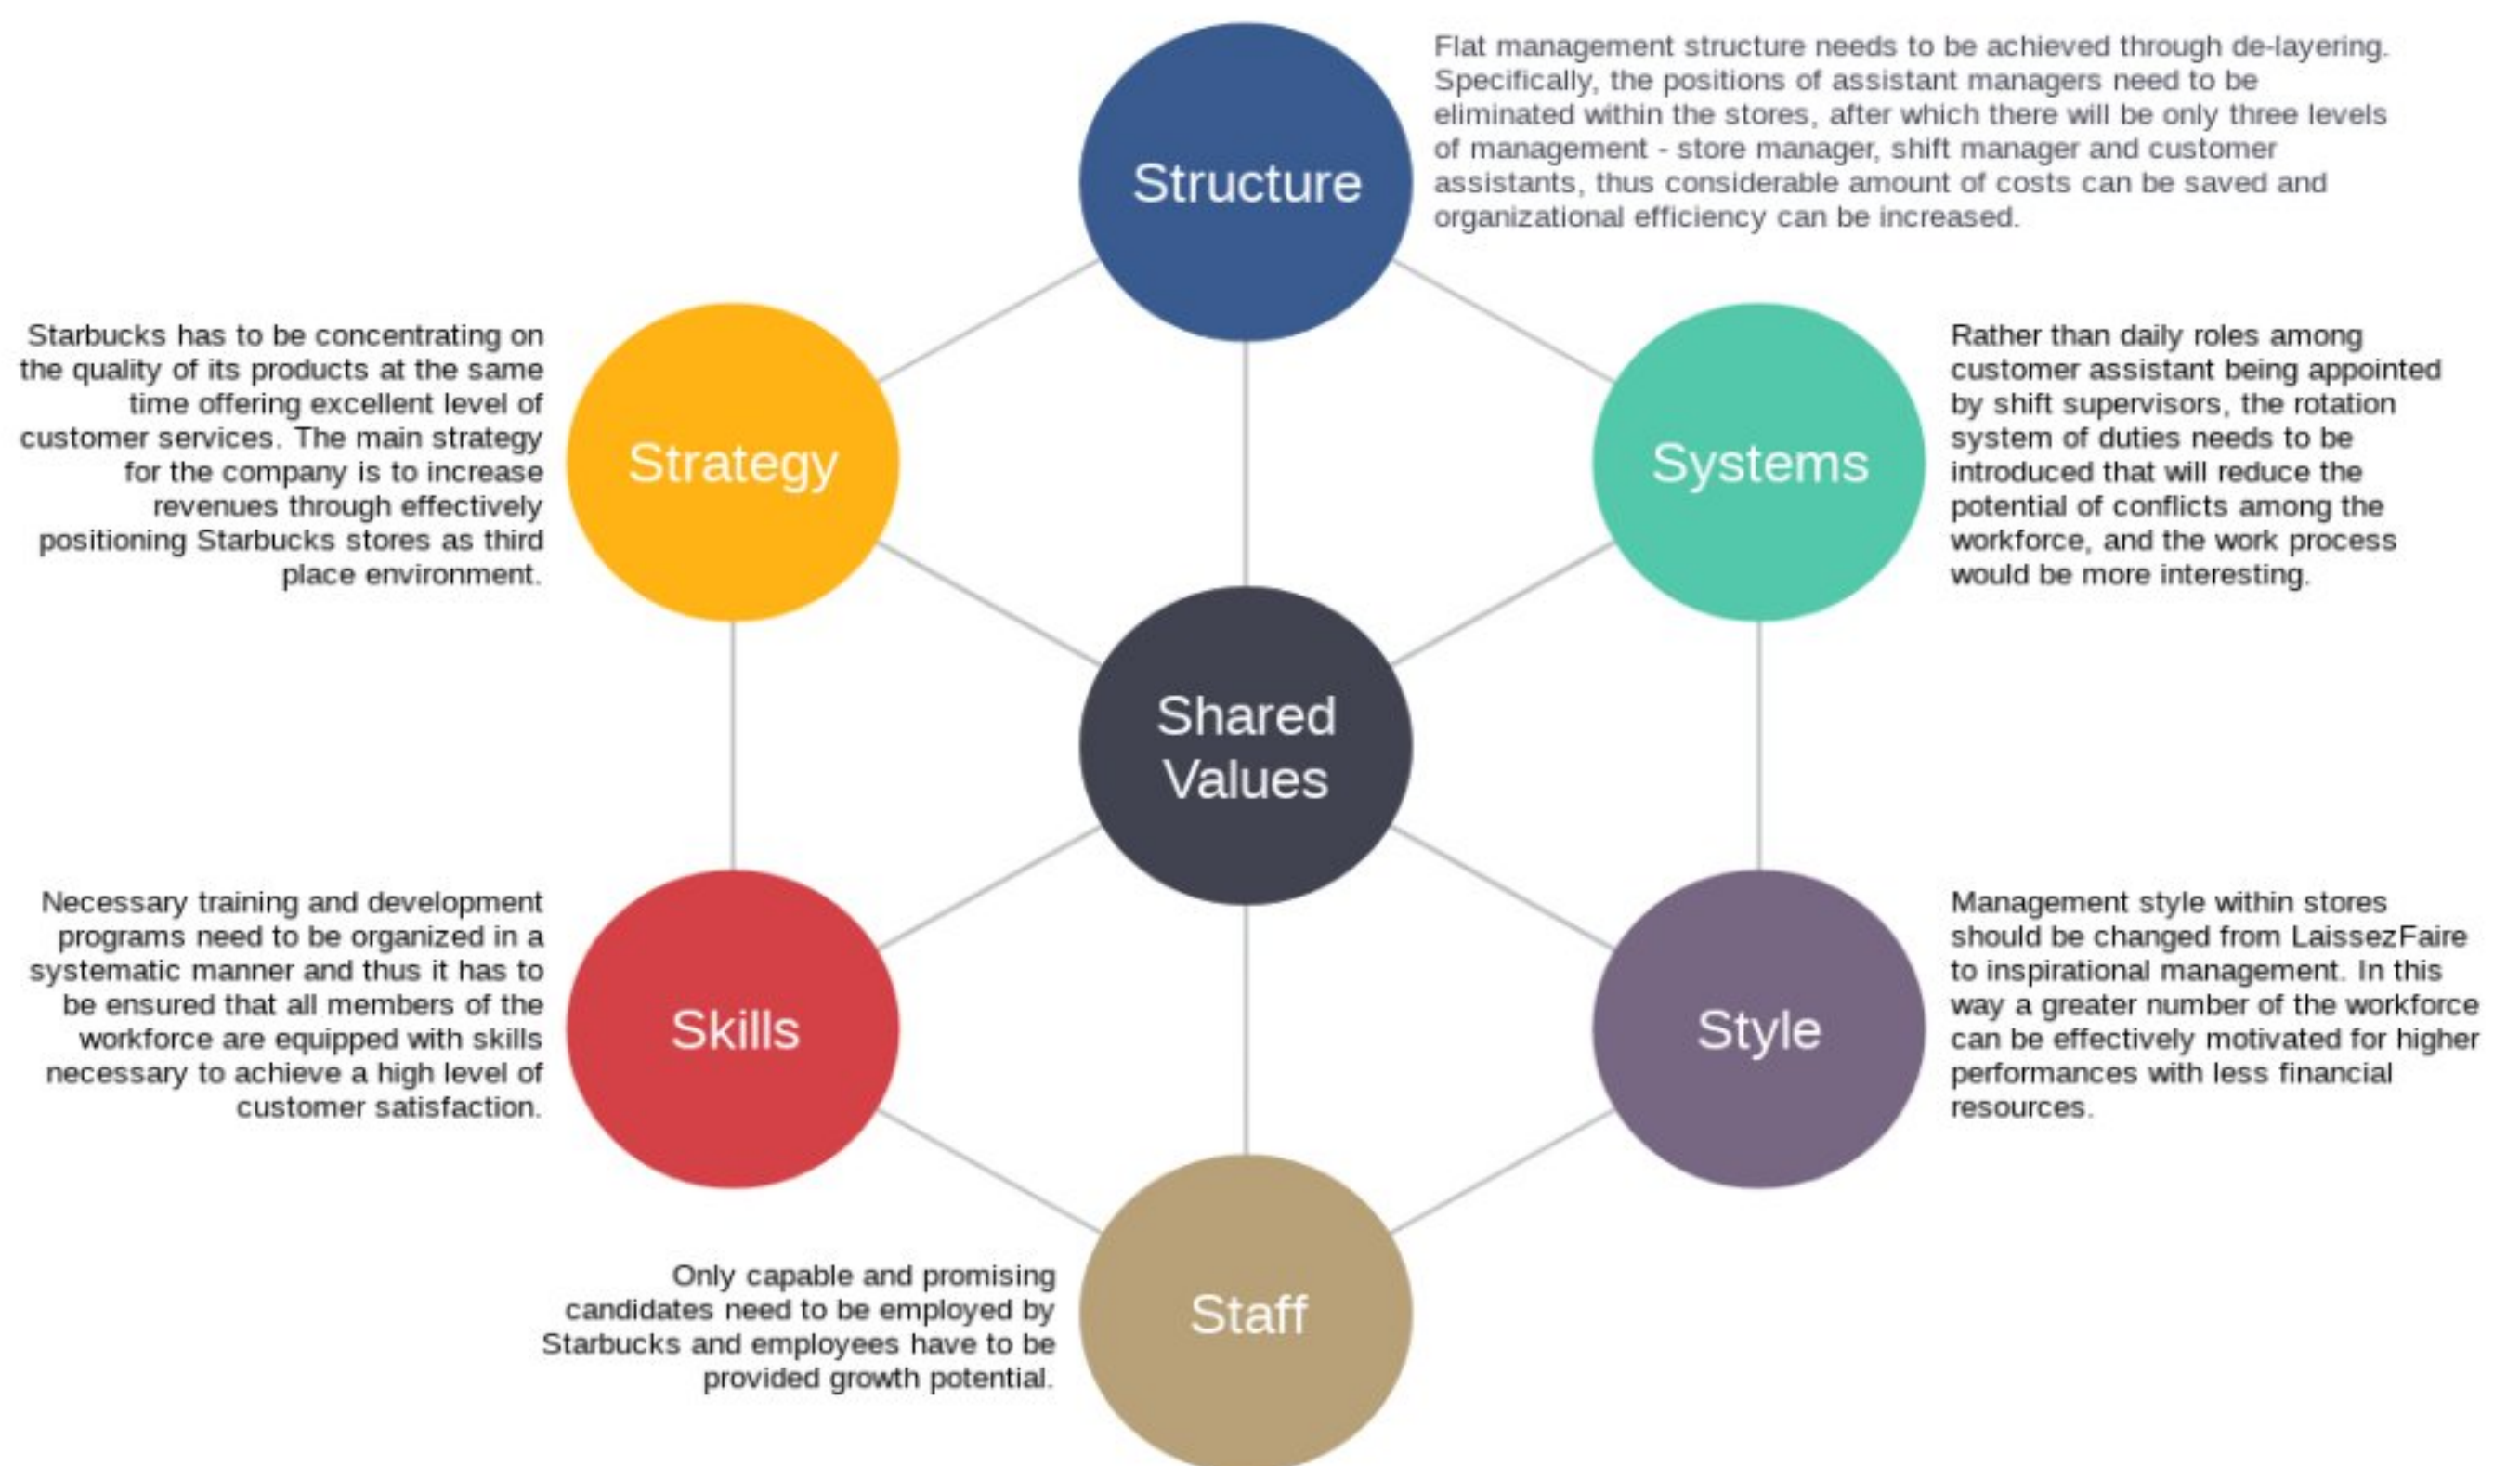 Structure
Flat management structure needs to be achieved through de-layering.
Specifically, the positions of assistant managers need to be
eliminated within the stores, after which there will be only three levels
of management - store manager, shift manager and customer
assistants, thus considerable amount of costs can be saved and
organizational efficiency can be increased.
Starbucks has to be concentrating on
the quality of its products at the same
time offering excellent level of
customer services. The main strategy
for the company is to increase
revenues through effectively
positioning Starbucks stores as third
place environment.
Strategy
Systems
Rather than daily roles among
customer assistant being appointed
by shift supervisors, the rotation
system of duties needs to be
introduced that will reduce the
potential of conflicts among the
workforce, and the work process
would be more interesting.
Shared
Values
Necessary training and development
programs need to be organized in a
systematic manner and thus it has to
be ensured that all members of the
workforce are equipped with skills
necessary to achieve a high level of
customer satisfaction.
Skills
Style
Management style within stores
should be changed from LaissezFaire
to inspirational management. In this
way a greater number of the workforce
can be effectively motivated for higher
performances with less financial
resources.
Only capable and promising
candidates need to be employed by
Starbucks and employees have to be
provided growth potential.
Staff